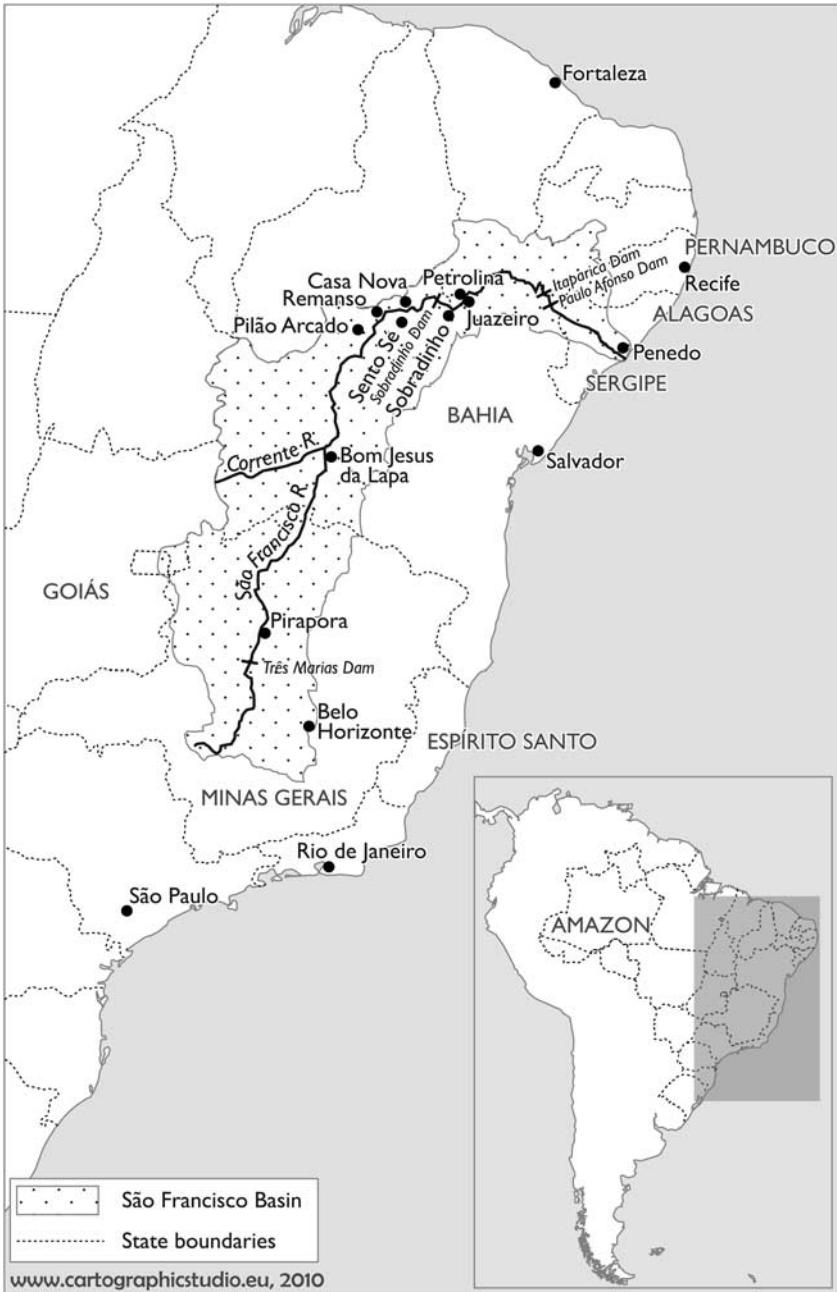 Fortaleza
PERNAMBUCO
Recife
ALAGOAS
Itaparica Dam
Paulo Afonso Dam
Casa Nova
Petrolina
Remanso
Pilão Arcado
Sento Sé
Sobradinho Dam
Sobradinho
Juazeiro
Penedo
SERGIPE
BAHIA
Salvador
Corrente R.
Bom Jesus
da Lapa
São Francisco R.
GOIÁS
Pirapora
Três Marias Dam
Belo
Horizonte
ESPÍRITO SANTO
MINAS GERAIS
Rio de Janeiro
São Paulo
AMAZON
São Francisco Basin
State boundaries
www.cartographicstudio.eu, 2010